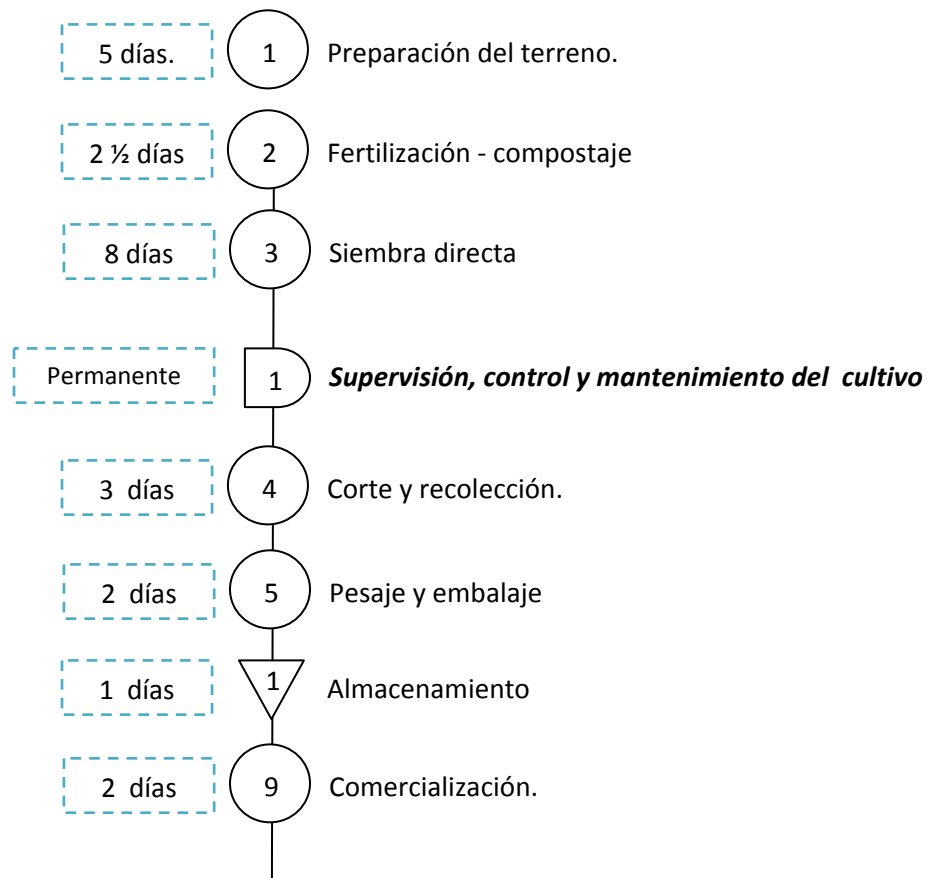 5 días. 1 Preparación del terreno.
2 ½ días 2 Fertilización - compostaje
8 días 3 Siembra directa
Permanente 1 Supervisión, control y mantenimiento del cultivo
3 días 4 Corte y recolección.
2 días 5 Pesaje y embalaje
1 días 1 Almacenamiento
2 días 9 Comercialización.